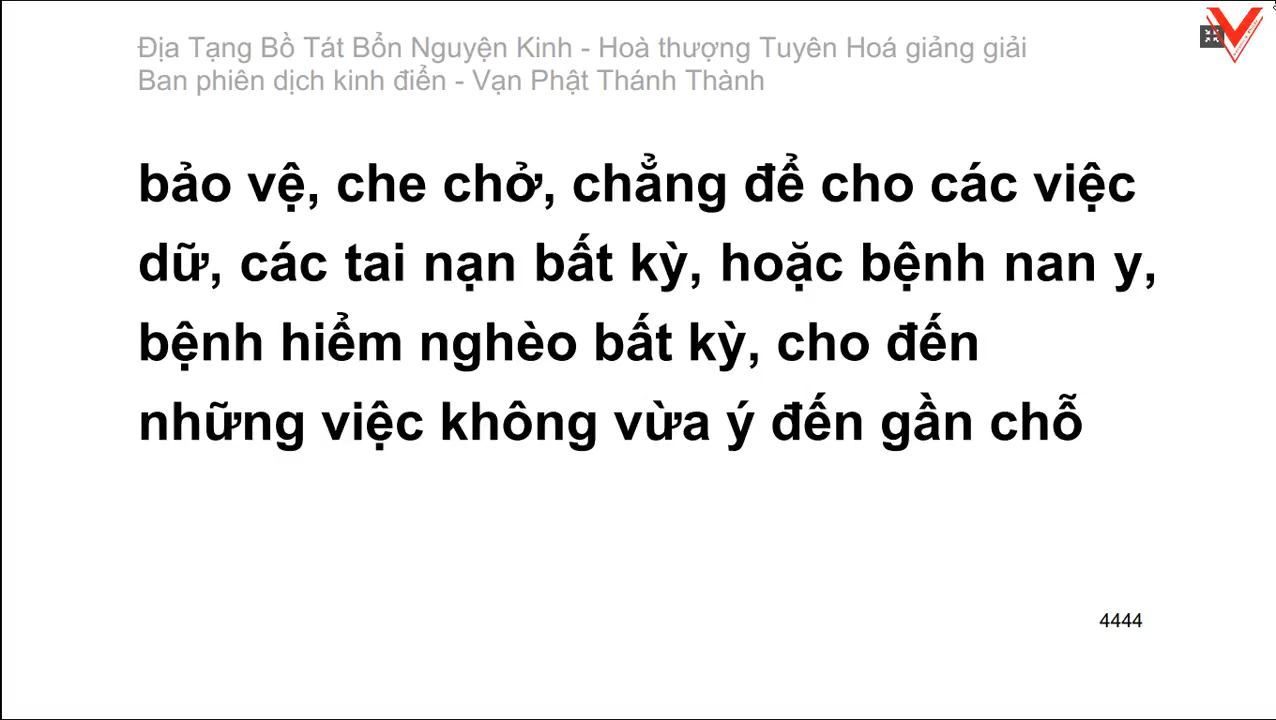 Địa Tạng Bồ Tát Bổn Nguyện Kinh - Hoà thượng Tuyên Hoá giảng giải
Ban phiên dịch kinh điển - Vạn Phật Thánh Thành
bảo vệ, che chở, chẳng để cho các việc
dữ, các tai nạn bất kỳ, hoặc bệnh nan y,
bệnh hiểm nghèo bất kỳ, cho đến
những việc không vừa ý đến gần chỗ
4444